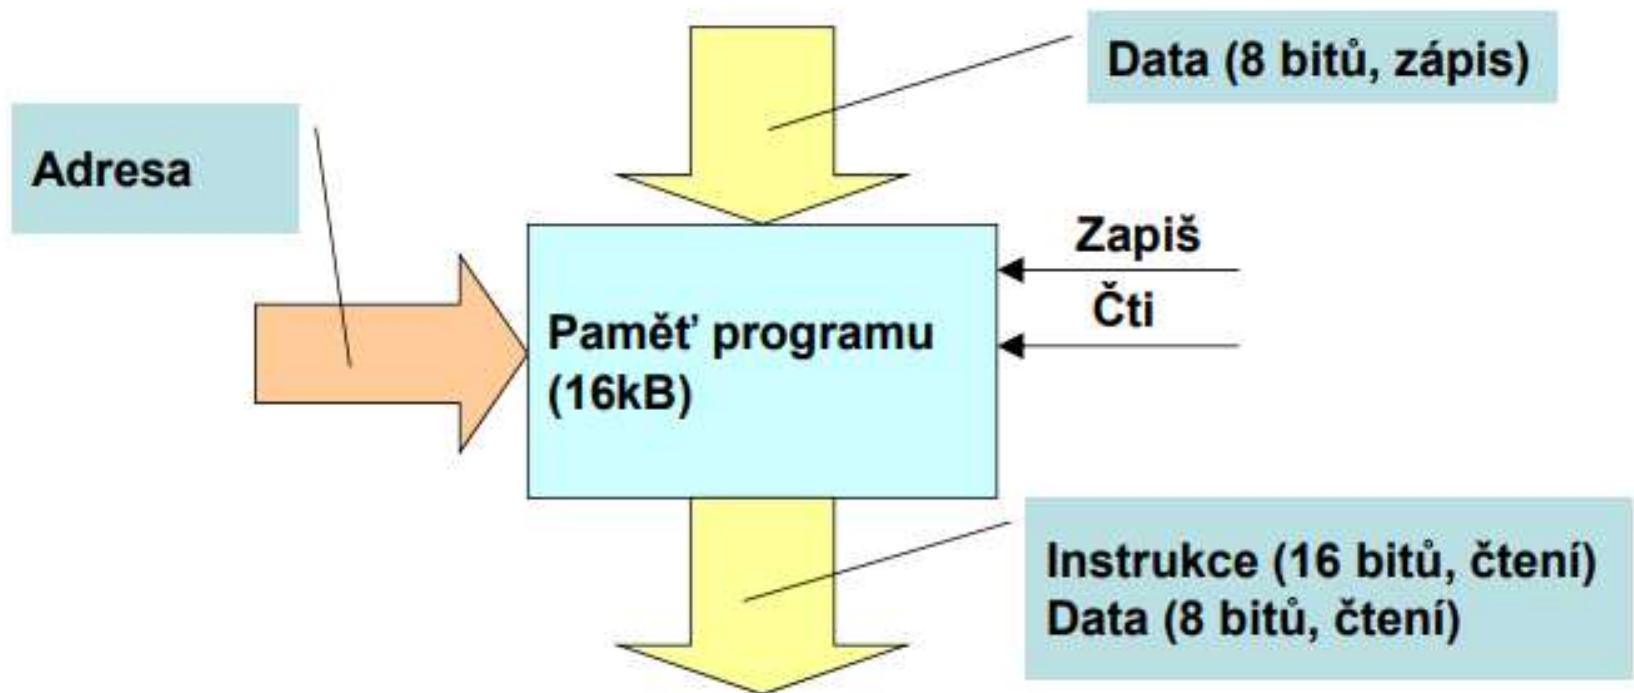 Data (8 bitů, zápis)
Adresa
Zapiš
Čti
Paměť programu
(16kB)
Instrukce (16 bitů, čtení)
Data (8 bitů, čtení)